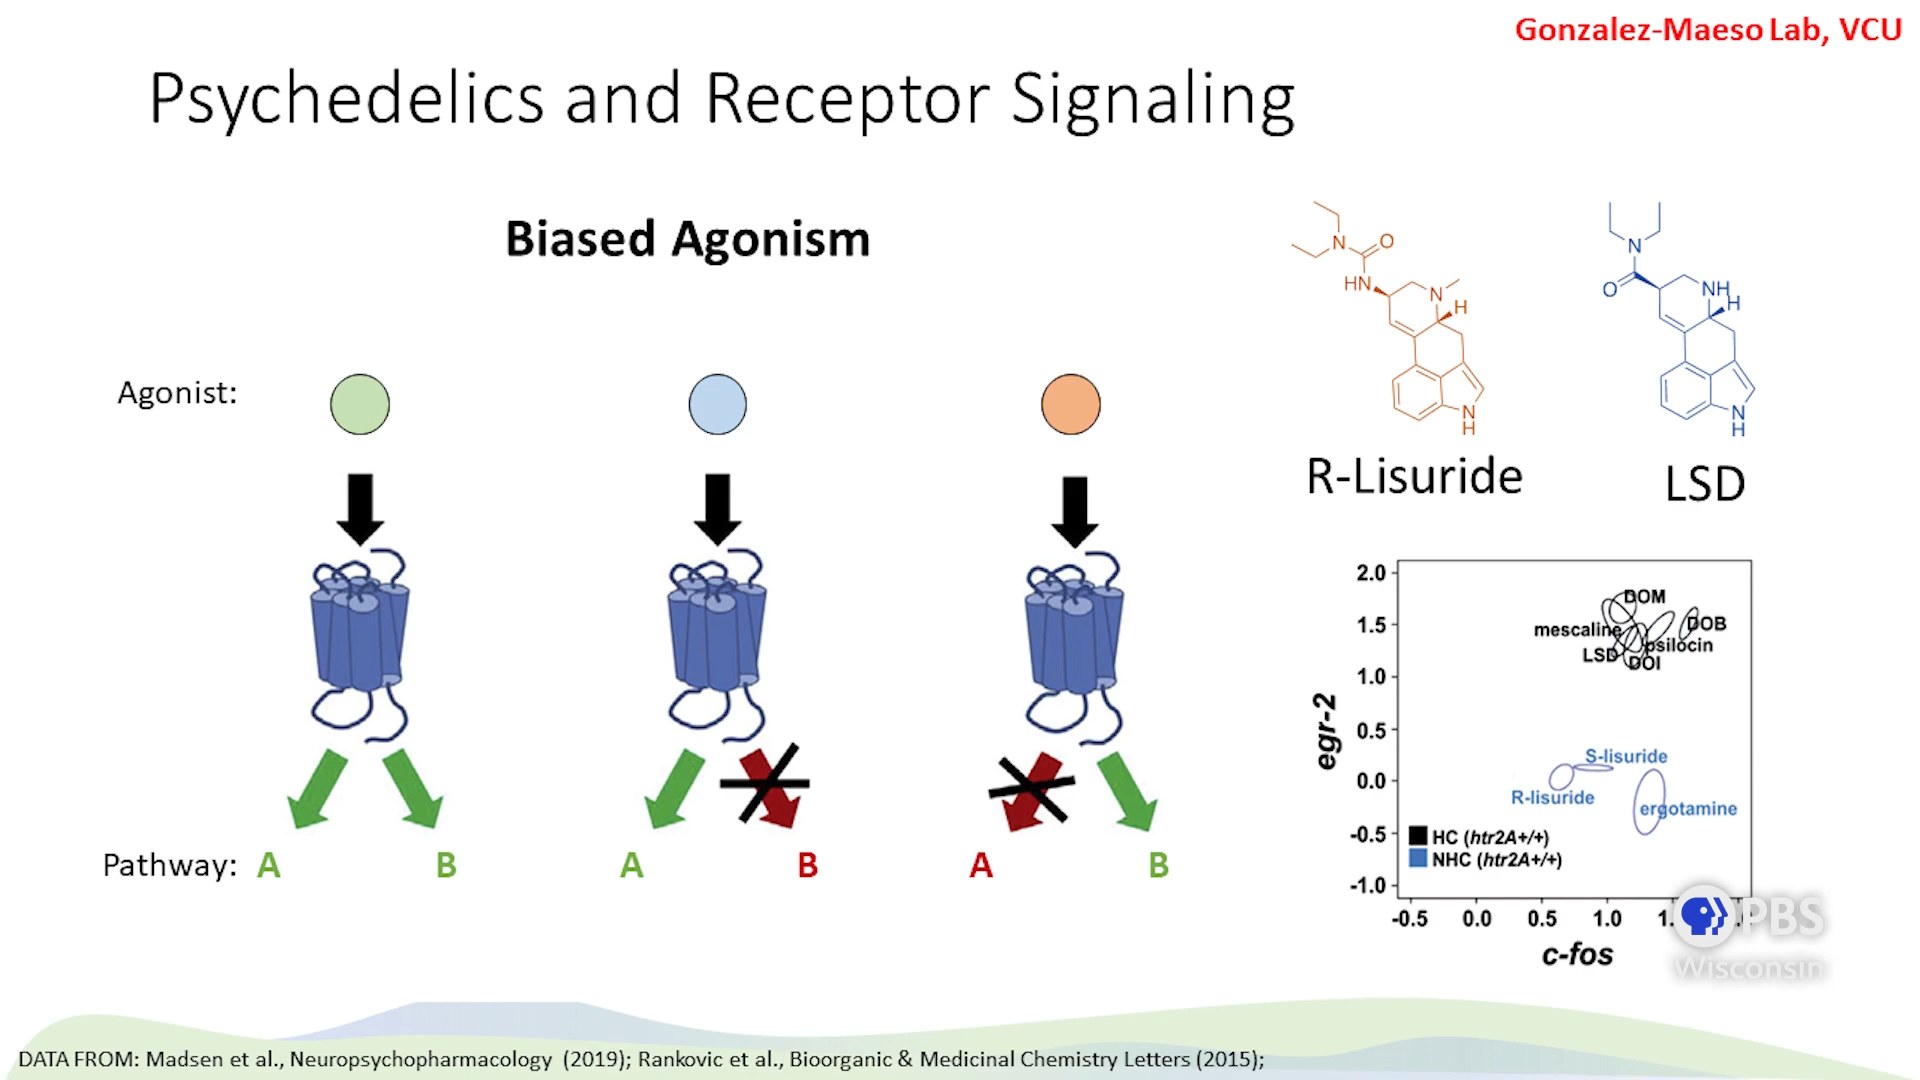 Gonzalez-Maeso Lab, VCU
Psychedelics and Receptor Signaling
Biased Agonism
Agonist:
Pathway: A B A B A B
N O
HN N H
N H
R-Lisuride
N
O NH H
N H
LSD
2.0
1.5
1.0
0.5
0.0
-0.5
-1.0
egr-2
DOM
mescaline
DOB
psilocin
LSD
DOI
S-lisuride
R-lisuride
ergotamine
HC (htr2A+/+)
NHC (htr2A+/+)
-0.5 0.0 0.5 1.0
c-fos
PBS
Wisconsin
DATA FROM: Madsen et al., Neuropsychopharmacology (2019); Rankovic et al., Bioorganic & Medicinal Chemistry Letters (2015);